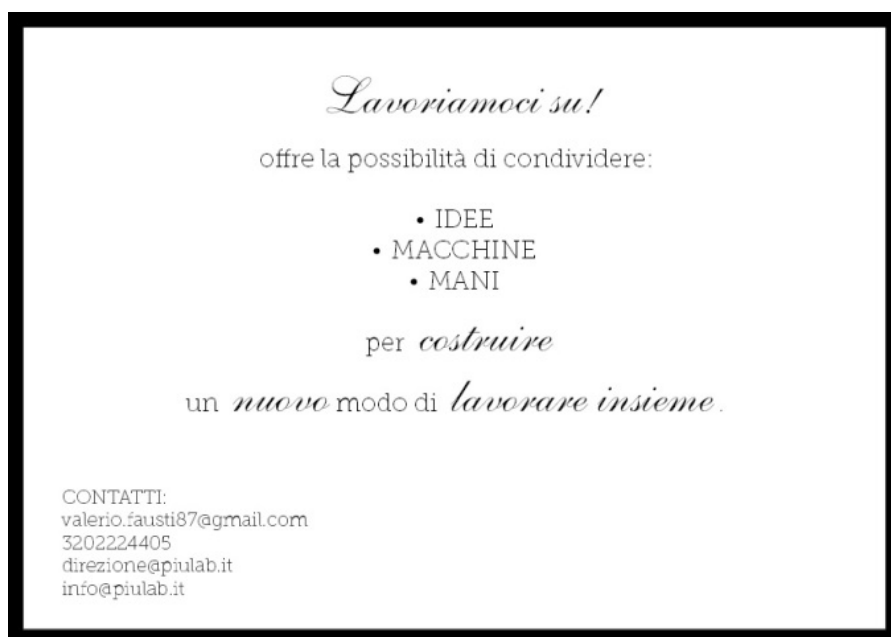 Lavoriamoci su!
offre la possibilità di condividere:
• IDEE
• MACCHINE
• MANI
per costruire
un nuovo modo di lavorare insieme.
CONTATTI:
valerio.fausti87@gmail.com
3202224405
direzione@piulab.it
info@piulab.it